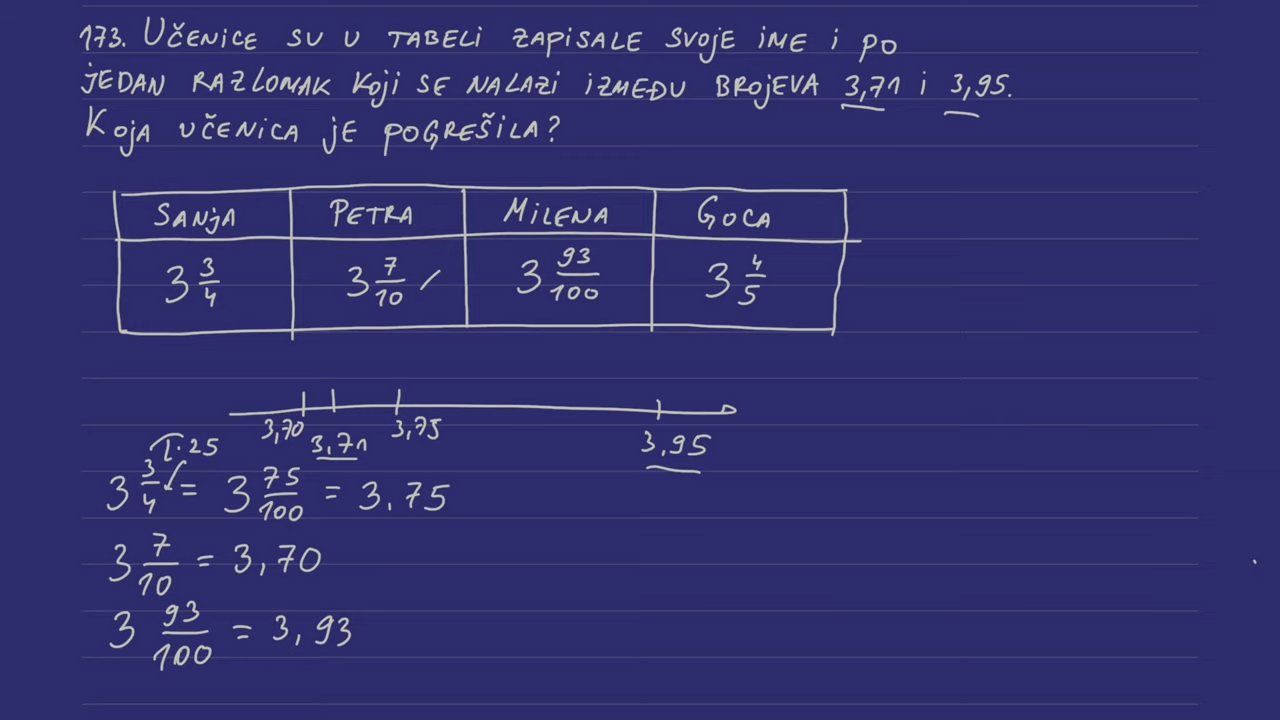 173. Učenice su u tabeli zapisale svoje ime i po
jedan razlomak koji se nalazi između brojeva 3,71 i 3,95.
Koja učenica je pogrešila?
Sanja Petra Milena Goca
3 3/4 3 7/10 3 93/100 3 4/5
3,70 3,71 3,75 3,95
3 3/4 ·25 = 3 75/100 = 3.75
3 7/10 = 3,70
3 93/100 = 3,93